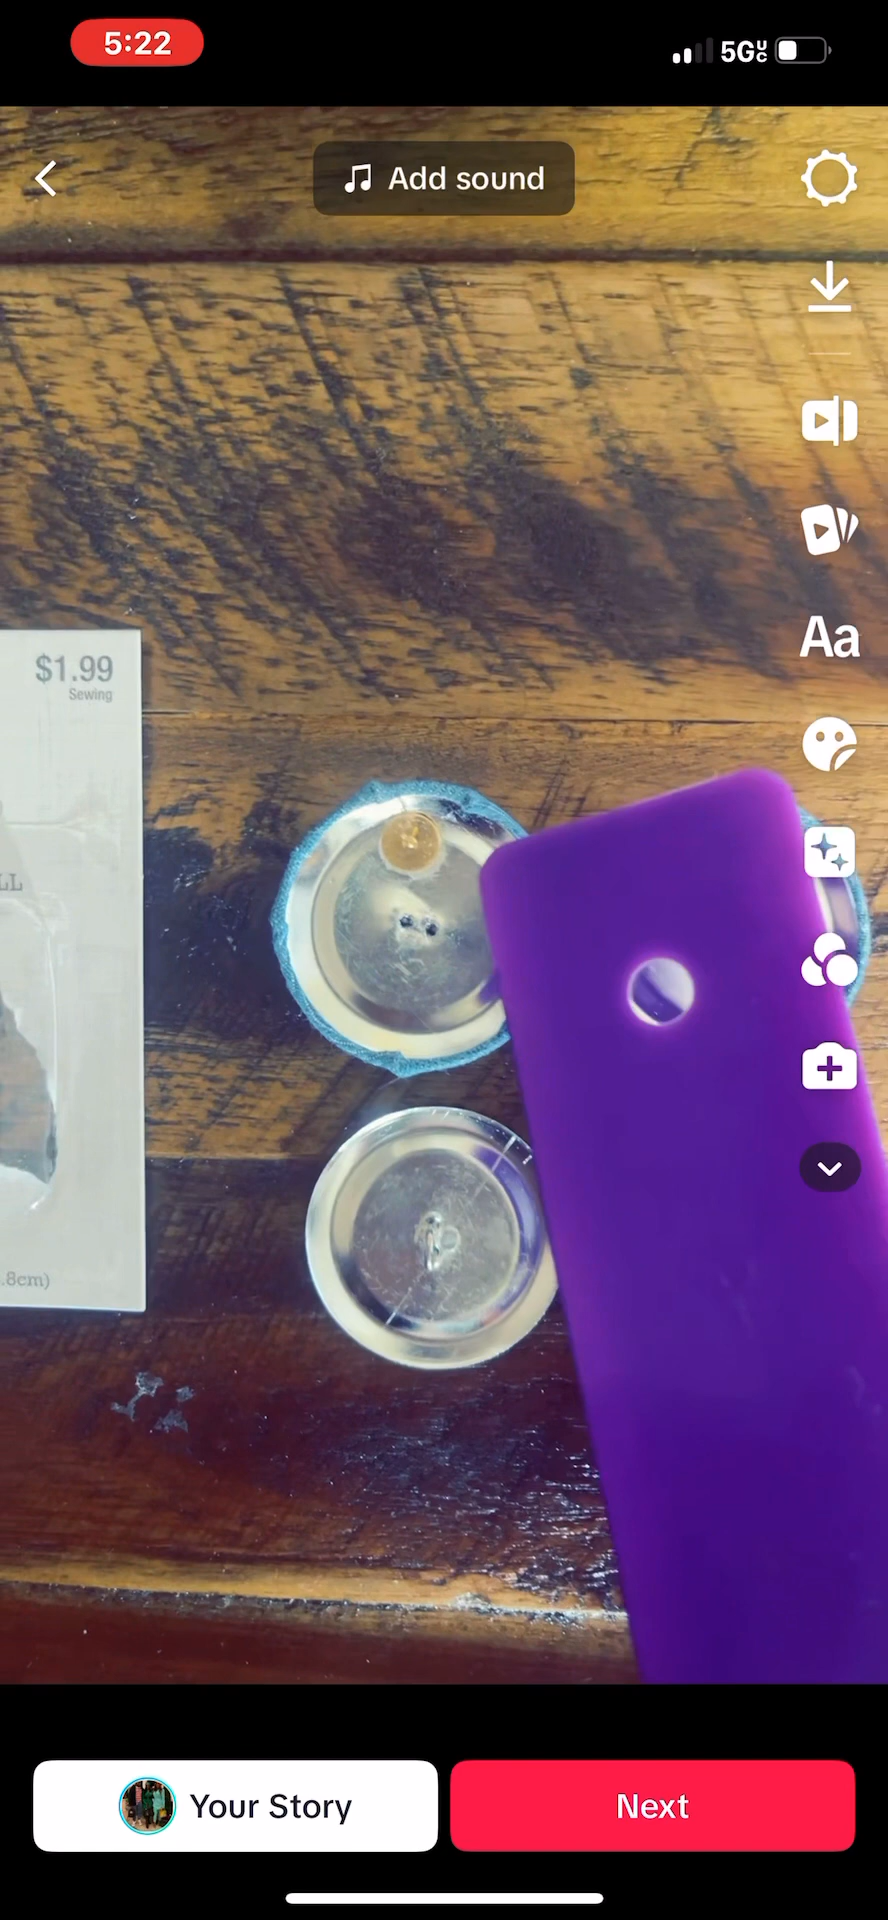 5:22
5G
Add sound
Aa
$1.99
Sewing
LL
.8cm)
Your Story
Next